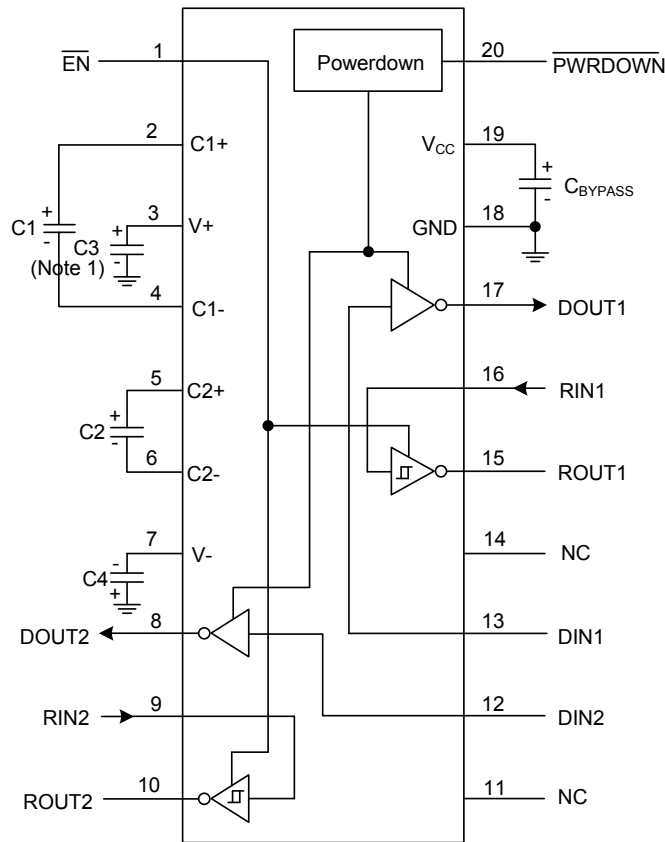 EN 1 Powerdown 20 PWRDOWN
2 C1+ VCC 19
C1 + - 3 V+ + CBYPASS -
C3 + - GND 18
(Note 1)
4 C1- 17 DOUT1
5 C2+ 16 RIN1
C2 + -
6 C2- 15 ROUT1
7 V- 14 NC
C4 - +
DOUT2 8 13 DIN1
RIN2 9 12 DIN2
ROUT2 10 11 NC